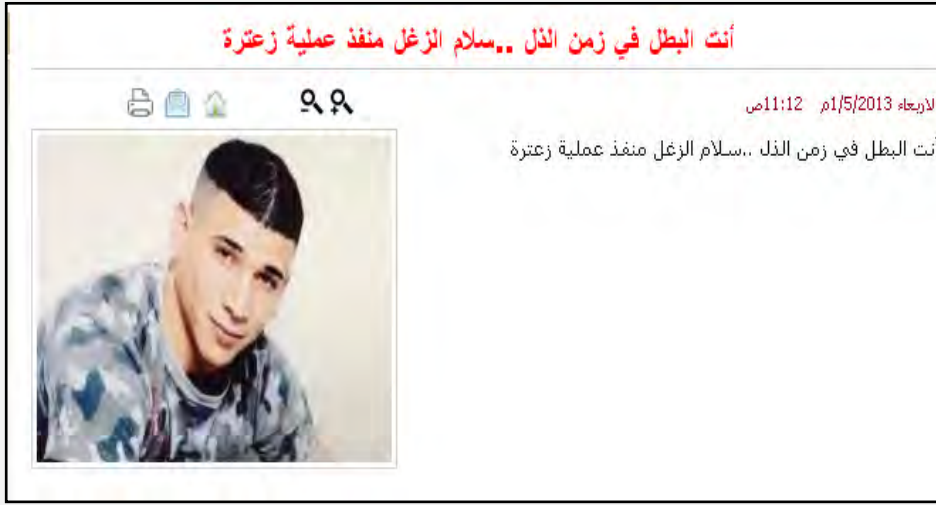 أنت البطل في زمن الذل ..سلام الزغل منفذ عملية زعترة
الاربعاء 1/5/2013م 11:12ص
أنت البطل في زمن الذل ..سلام الزغل منفذ عملية زعترة